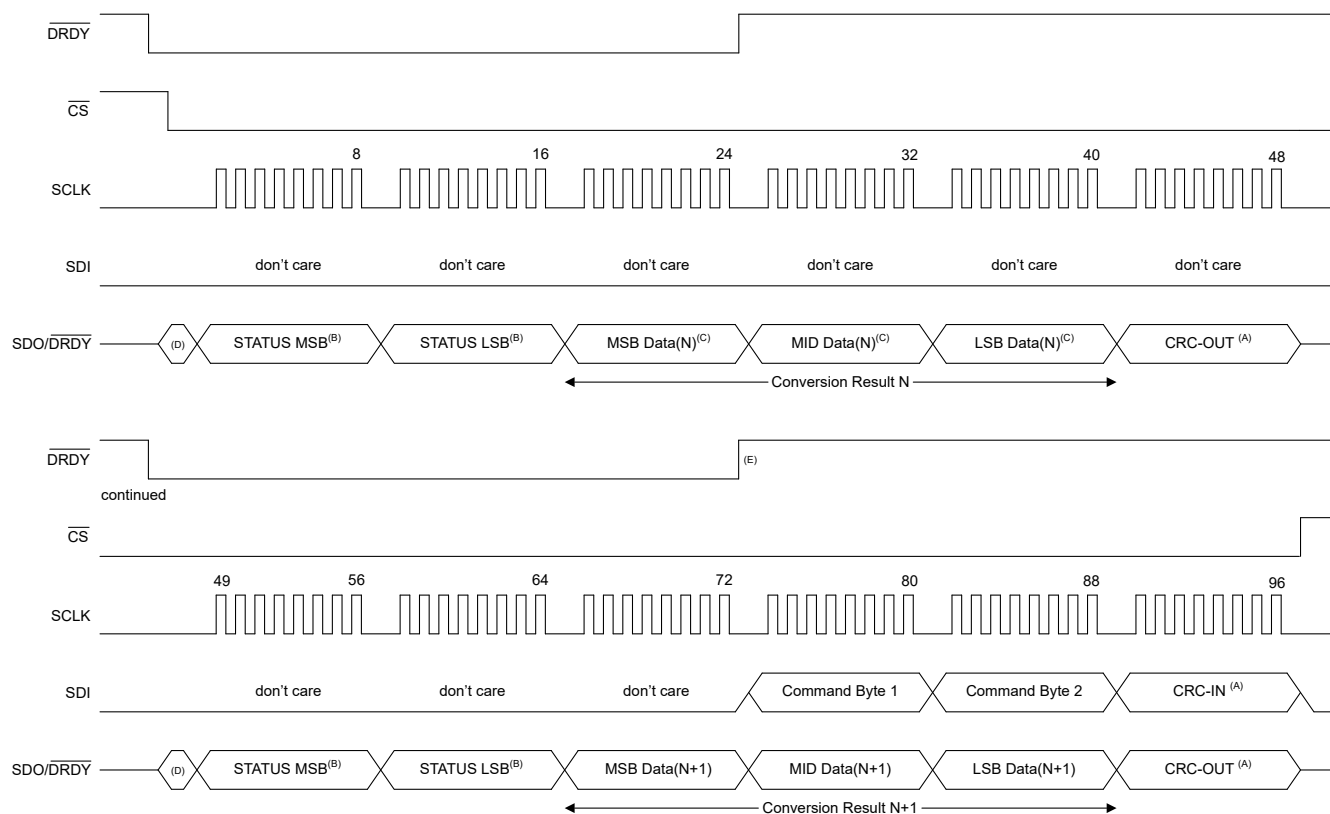 DRDY
CS
8 16 24 32 40 48
SCLK
SDI don't care don't care don't care don't care don't care don't care
SDO/DRDY (D) STATUS MSB(B) STATUS LSB(B) MSB Data(N)(C) MID Data(N)(C) LSB Data(N)(C) CRC-OUT (A)
Conversion Result N
DRDY (E)
continued
CS
49 56 64 72 80 88 96
SCLK
SDI don't care don't care don't care Command Byte 1 Command Byte 2 CRC-IN (A)
SDO/DRDY (D) STATUS MSB(B) STATUS LSB(B) MSB Data(N+1) MID Data(N+1) LSB Data(N+1) CRC-OUT (A)
Conversion Result N+1